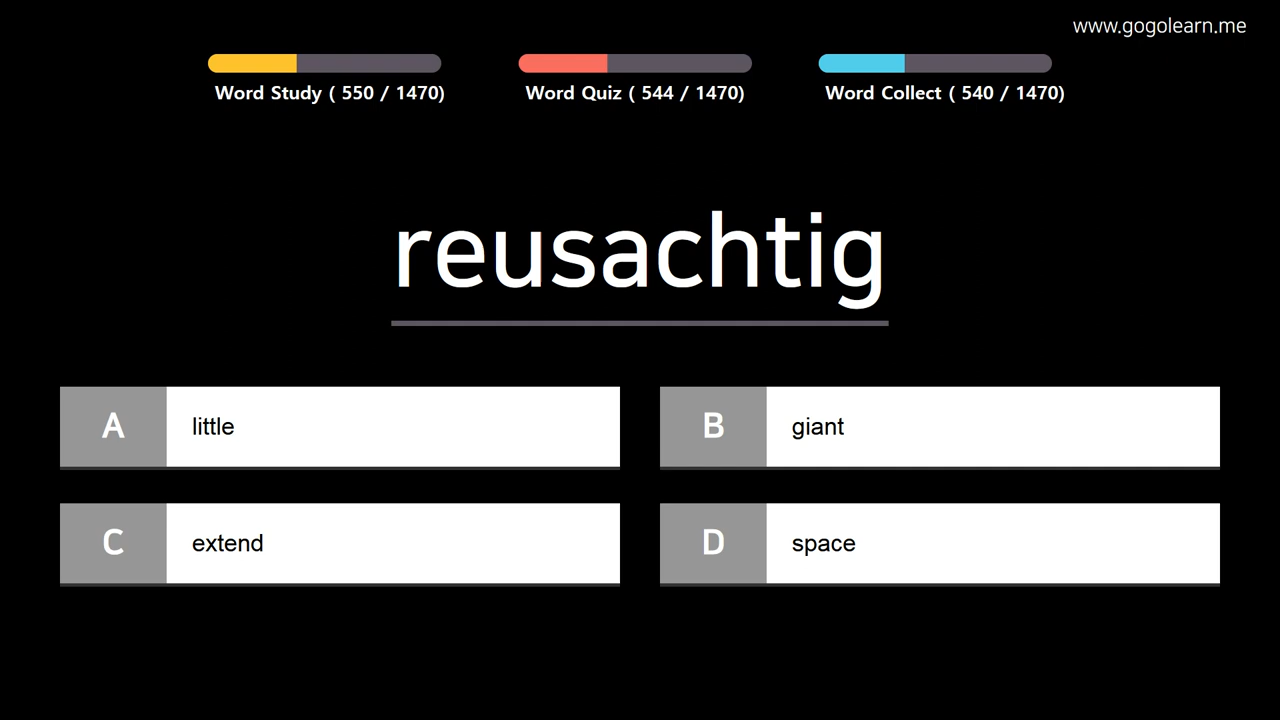 www.gogolearn.me
Word Study ( 550 / 1470)
Word Quiz ( 544 / 1470)
Word Collect ( 540 / 1470)
reusachtig
A little
B giant
C extend
D space